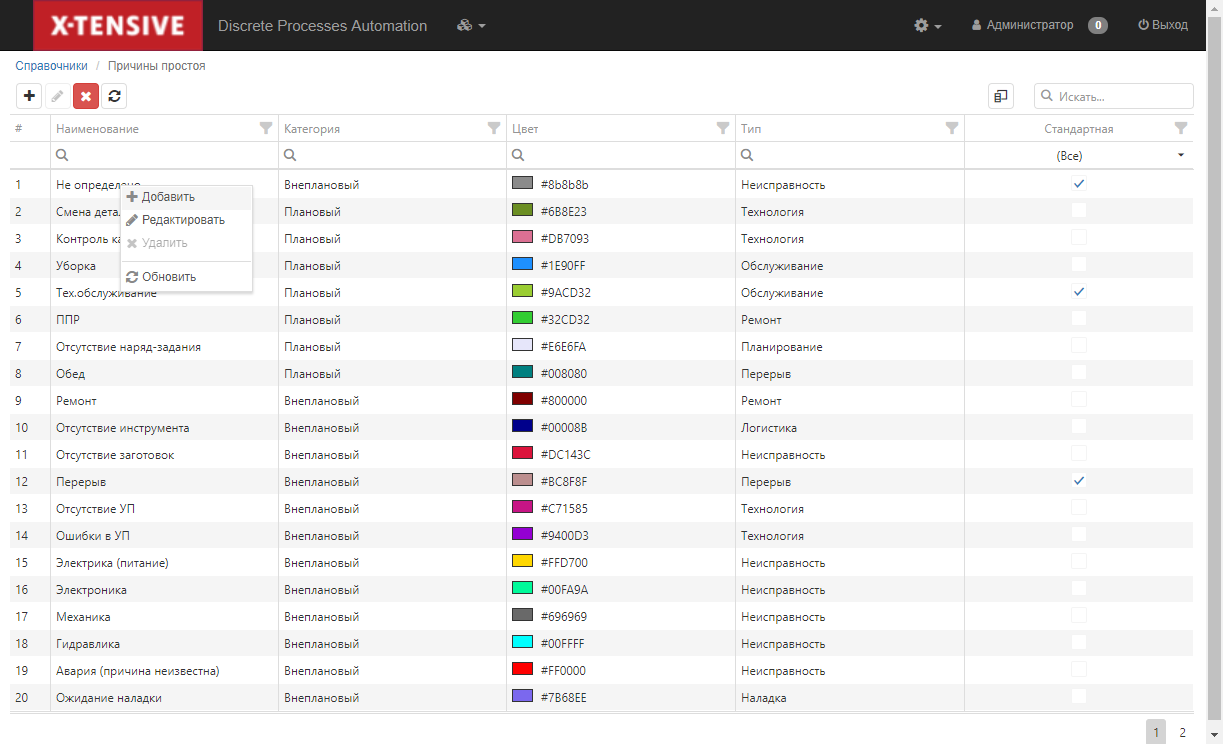 X-TENSIVE Discrete Processes Automation Администратор 0 Выход
Справочники / Причины простоя
Искать...
# Наименование Категория Цвет Тип Стандартная
(Все)
1 Не определено Внеплановый #8b8b8b Неисправность
Добавить
2 Смена дета Плановый #6B8E23 Технология
Редактировать
3 Контроль ка Плановый #DB7093 Технология
Удалить
4 Уборка Плановый #1E90FF Обслуживание
Обновить
5 Тех.обслуживание Плановый #9ACD32 Обслуживание
6 ППР Плановый #32CD32 Ремонт
7 Отсутствие наряд-задания Плановый #E6E6FA Планирование
8 Обед Плановый #008080 Перерыв
9 Ремонт Внеплановый #800000 Ремонт
10 Отсутствие инструмента Внеплановый #00008B Логистика
11 Отсутствие заготовок Внеплановый #DC143C Неисправность
12 Перерыв Внеплановый #BC8F8F Перерыв
13 Отсутствие УП Внеплановый #C71585 Технология
14 Ошибки в УП Внеплановый #9400D3 Технология
15 Электрика (питание) Внеплановый #FFD700 Неисправность
16 Электроника Внеплановый #00FA9A Неисправность
17 Механика Внеплановый #696969 Неисправность
18 Гидравлика Внеплановый #00FFFF Неисправность
19 Авария (причина неизвестна) Внеплановый #FF0000 Неисправность
20 Ожидание наладки Внеплановый #7B68EE Наладка
1 2